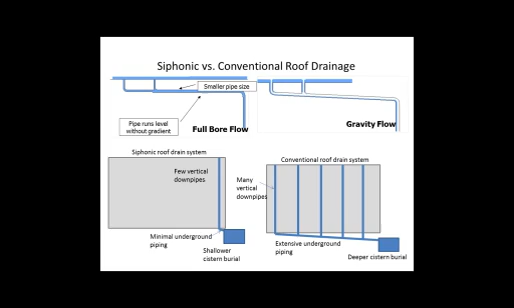 Siphonic vs. Conventional Roof Drainage
Smaller pipe size
Pipe runs level
without gradient
Full Bore Flow
Gravity Flow
Siphonic roof drain system
Few vertical
downpipes
Minimal underground
piping
Shallower
cistern burial
Conventional roof drain system
Many
vertical
downpipes
Extensive underground
piping
Deeper cistern burial